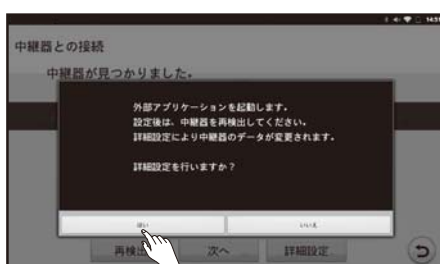 14:51
中継器との接続
中継器が見つかりました。
外部アプリケーションを起動します。
設定後は、中継器を再検出してください。
詳細設定により中継器のデータが変更されます。
詳細設定を行いますか？
はい
いいえ
再検出
次へ
詳細設定